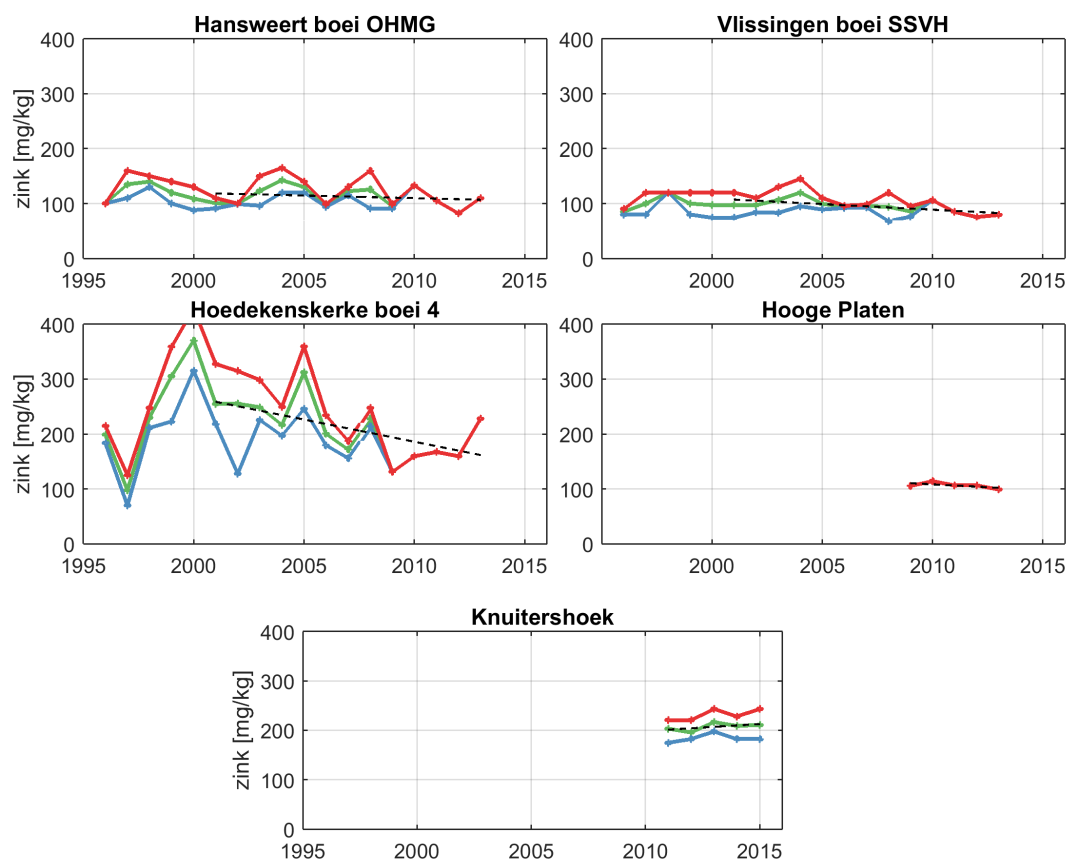 Hansweert boei OHMG
zink [mg/kg]
400
300
200
100
0
1995 2000 2005 2010 2015
Vlissingen boei SSVH
400
300
200
100
0
2000 2005 2010 2015
Hoedekenskerke boei 4
zink [mg/kg]
400
300
200
100
0
1995 2000 2005 2010 2015
Hooge Platen
400
300
200
100
0
2000 2005 2010 2015
Knuitershoek
zink [mg/kg]
400
300
200
100
0
1995 2000 2005 2010 2015